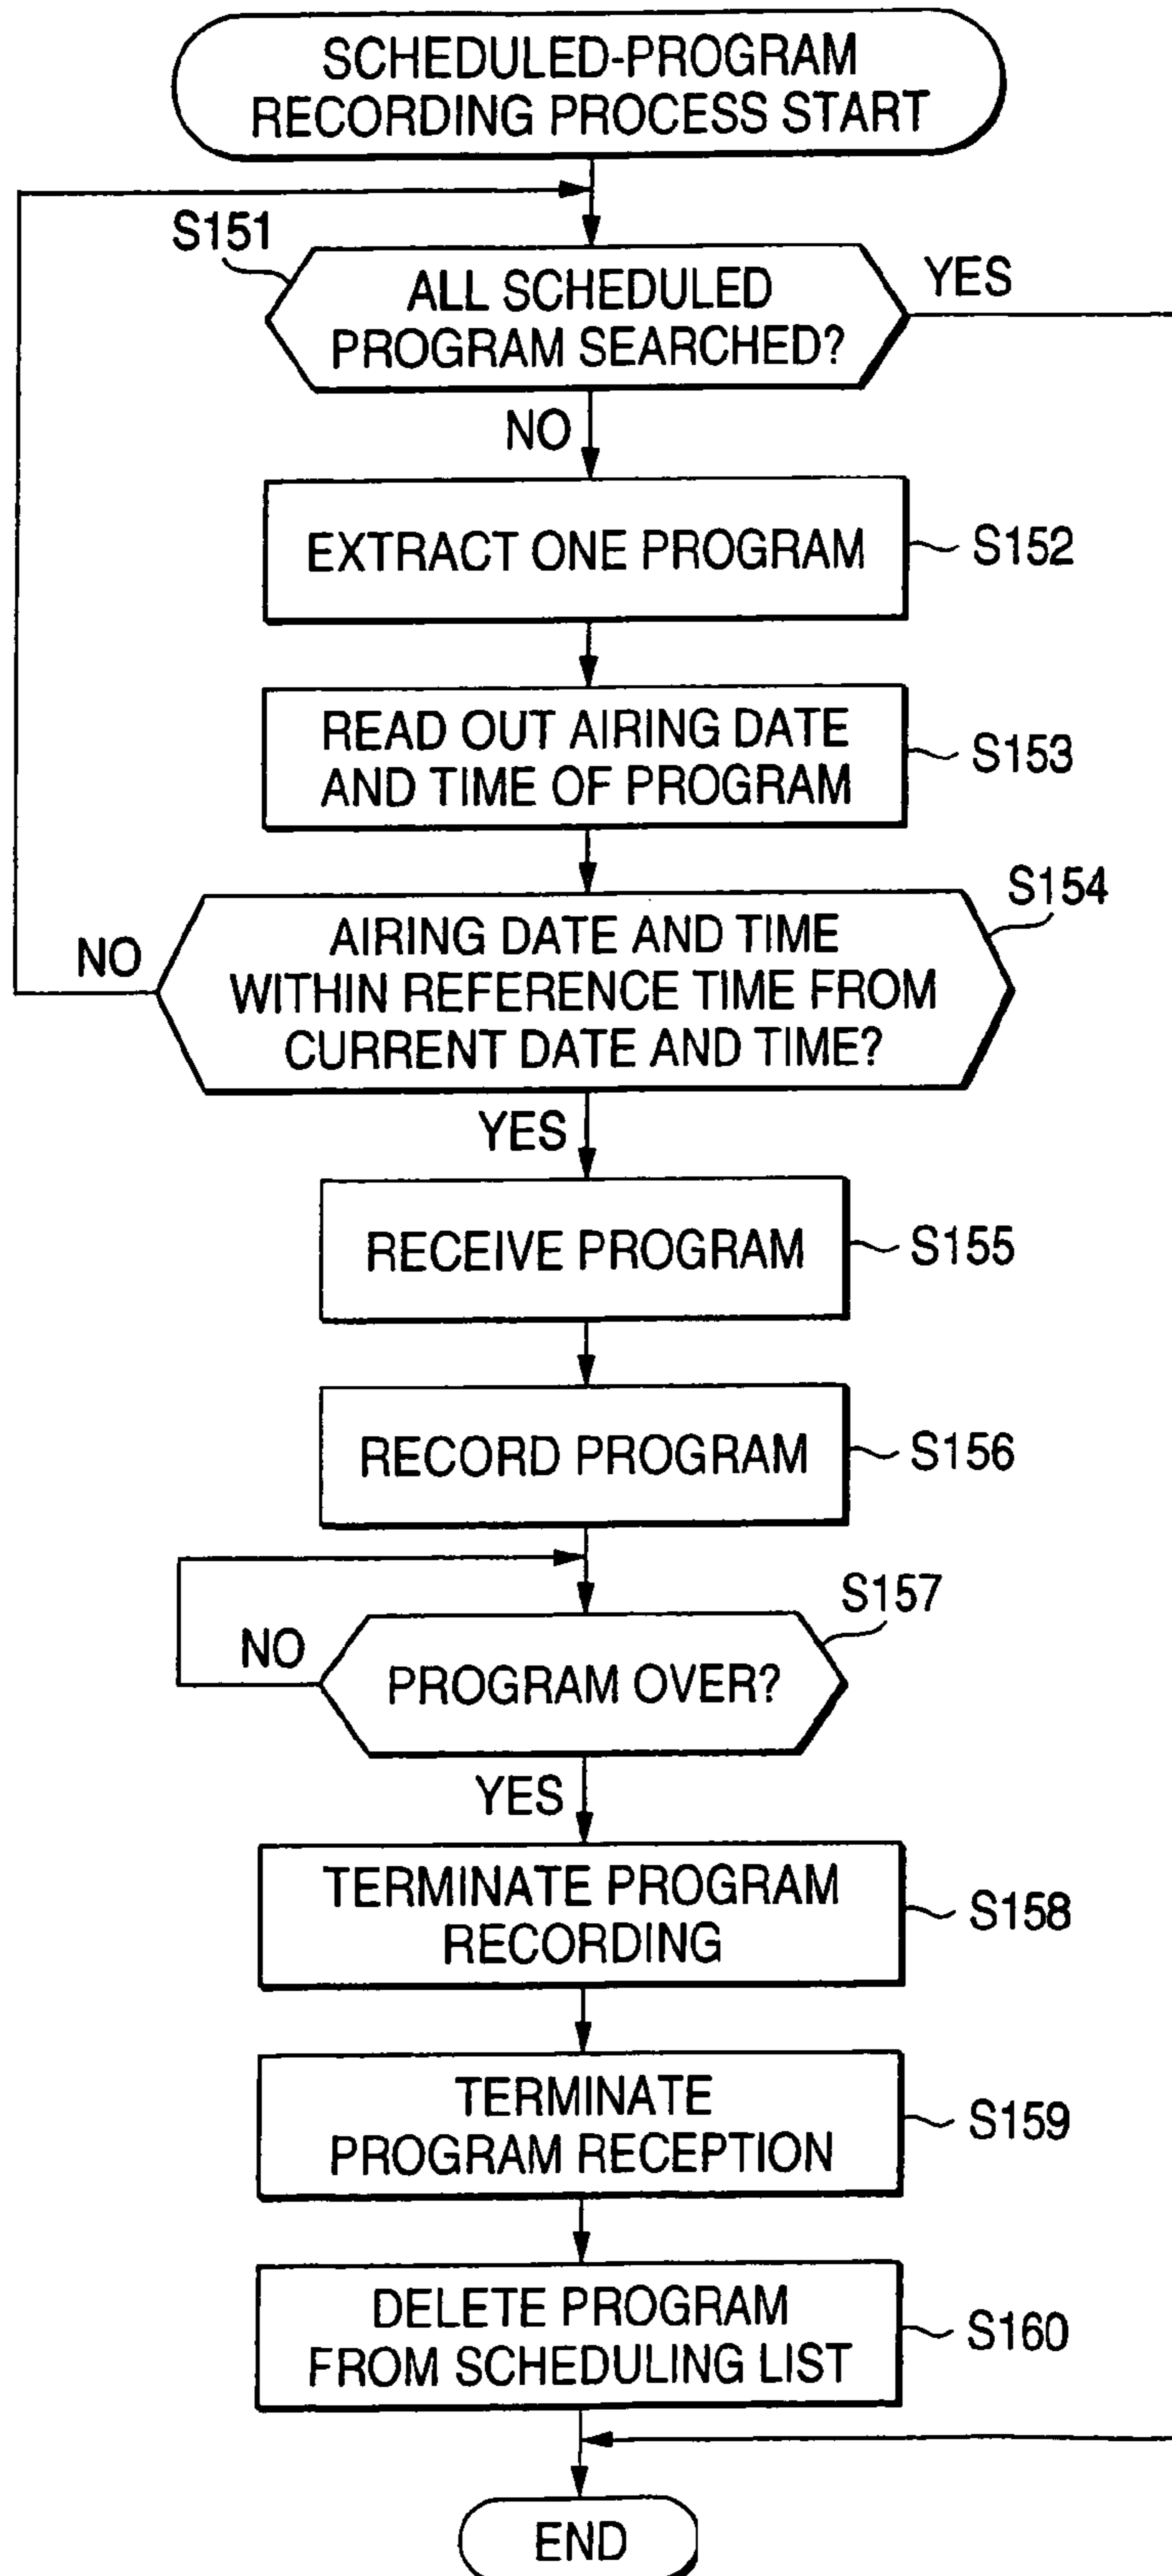 SCHEDULED-PROGRAM
RECORDING PROCESS START
S151
ALL SCHEDULED
PROGRAM SEARCHED?
YES
NO
EXTRACT ONE PROGRAM
S152
READ OUT AIRING DATE
AND TIME OF PROGRAM
S153
S154
AIRING DATE AND TIME
WITHIN REFERENCE TIME FROM
CURRENT DATE AND TIME?
NO
YES
RECEIVE PROGRAM
S155
RECORD PROGRAM
S156
S157
NO
PROGRAM OVER?
YES
TERMINATE PROGRAM
RECORDING
S158
TERMINATE
PROGRAM RECEPTION
S159
DELETE PROGRAM
FROM SCHEDULING LIST
S160
END